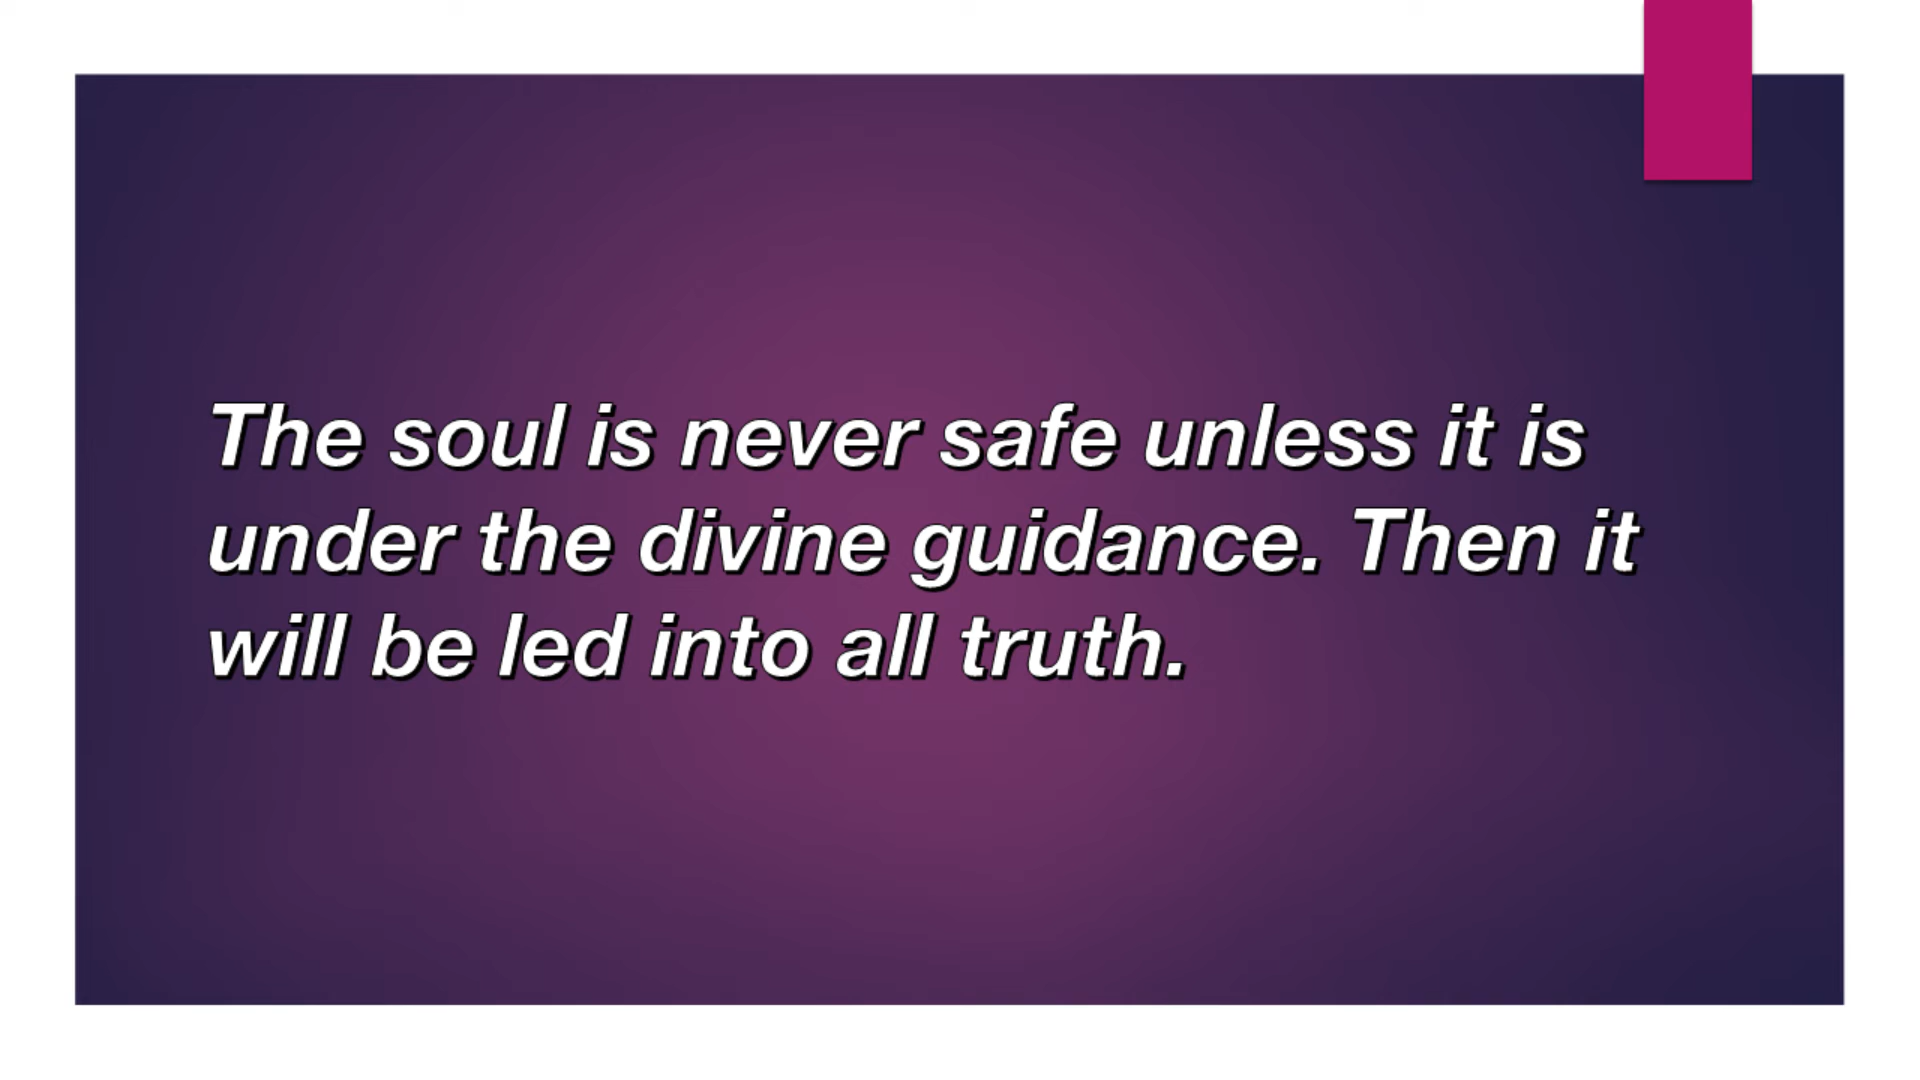 The soul is never safe unless it is
under the divine guidance. Then it
will be led into all truth.